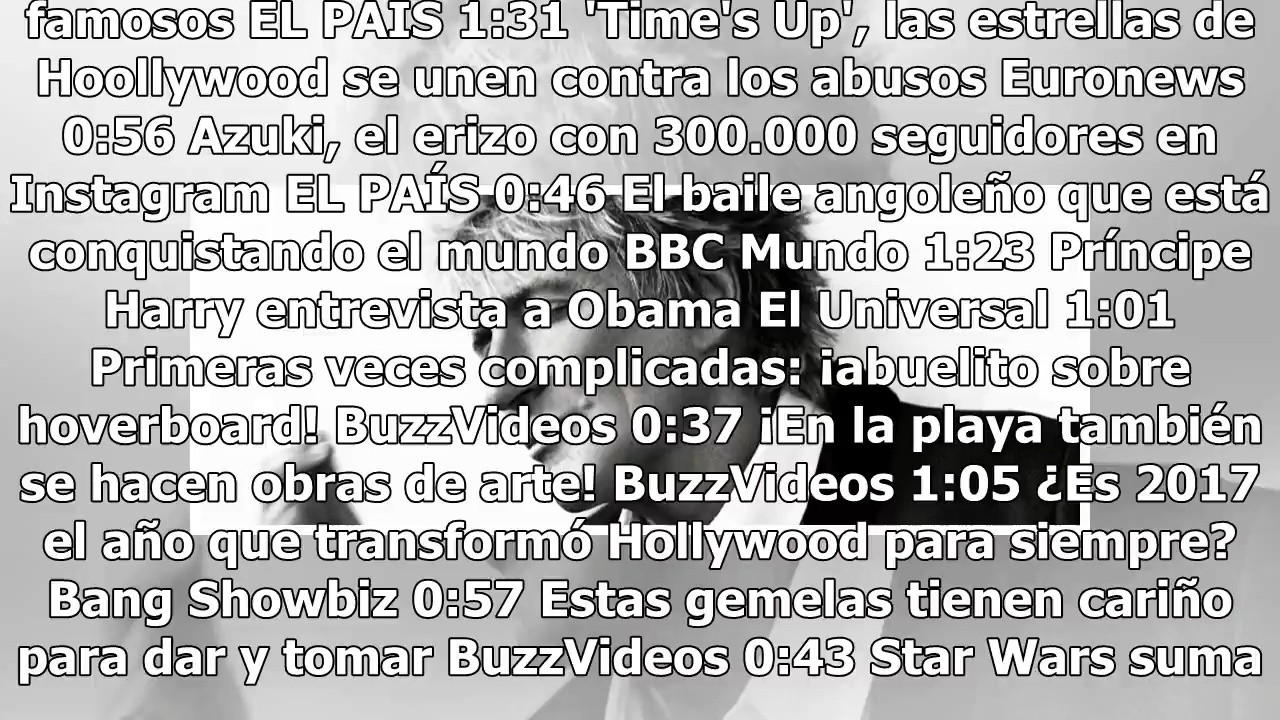 famosos EL PAÍS 1:31 'Time's Up', las estrellas de
Hoollywood se unen contra los abusos Euronews
0:56 Azuki, el erizo con 300.000 seguidores en
Instagram EL PAÍS 0:46 El baile angoleño que está
conquistando el mundo BBC Mundo 1:23 Príncipe
Harry entrevista a Obama El Universal 1:01
Primeras veces complicadas: ¡abuelito sobre
hoverboard! BuzzVideos 0:37 ¡En la playa también
se hacen obras de arte! BuzzVideos 1:05 ¿Es 2017
el año que transformó Hollywood para siempre?
Bang Showbiz 0:57 Estas gemelas tienen cariño
para dar y tomar BuzzVideos 0:43 Star Wars suma